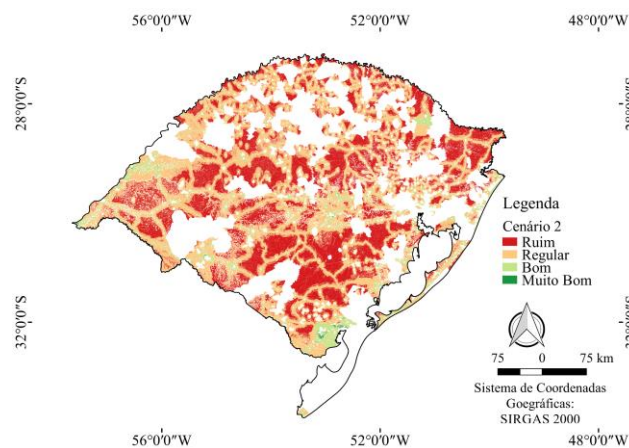 56°0'0"W 52°0'0"W 48°0'0"W
28°0'0"S
28°0'0"S
Legenda
Cenário 2
Ruim
Regular
Bom
Muito Bom
32°0'0"S
32°0'0"S
75 0 75 km
Sistema de Coordenadas
Goegráficas:
SIRGAS 2000
56°0'0"W 52°0'0"W 48°0'0"W